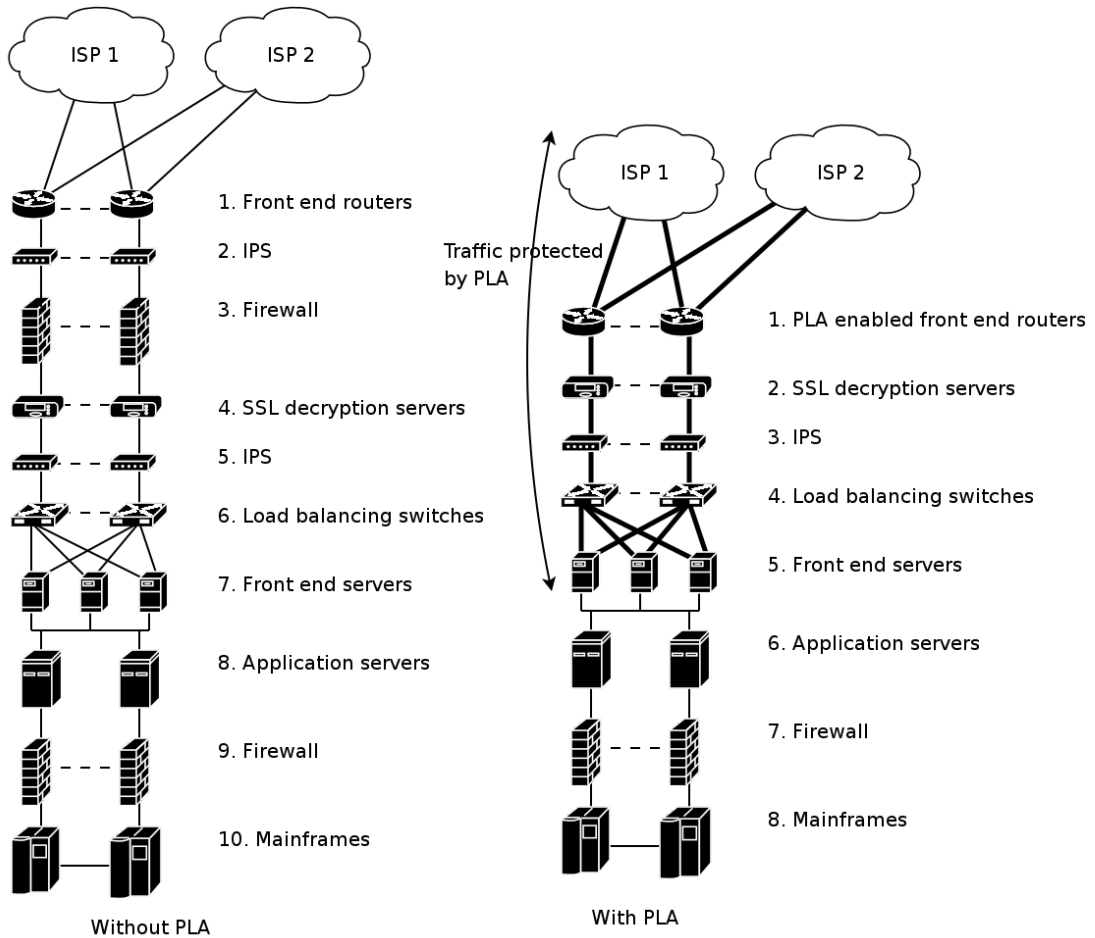 ISP 1
ISP 2
1. Front end routers
2. IPS
3. Firewall
4. SSL decryption servers
5. IPS
6. Load balancing switches
7. Front end servers
8. Application servers
9. Firewall
10. Mainframes
Without PLA
ISP 1
ISP 2
Traffic protected
by PLA
1. PLA enabled front end routers
2. SSL decryption servers
3. IPS
4. Load balancing switches
5. Front end servers
6. Application servers
7. Firewall
8. Mainframes
With PLA